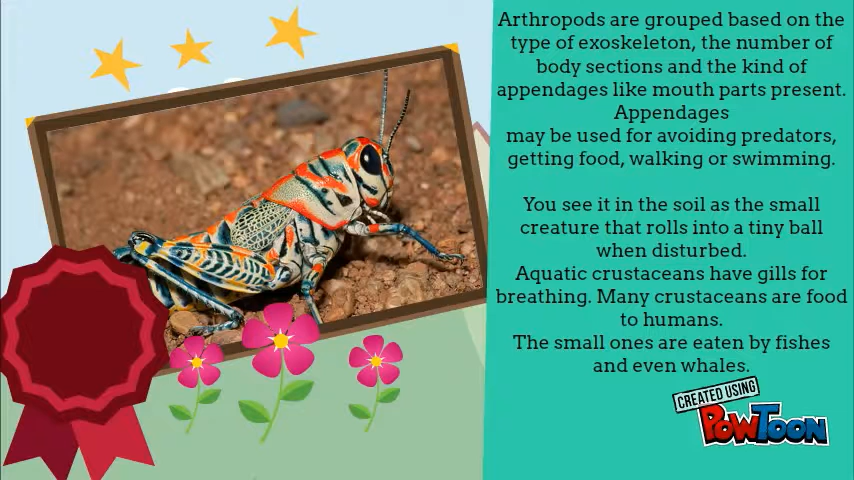 Arthropods are grouped based on the
type of exoskeleton, the number of
body sections and the kind of
appendages like mouth parts present.
Appendages
may be used for avoiding predators,
getting food, walking or swimming.
You see it in the soil as the small
creature that rolls into a tiny ball
when disturbed.
Aquatic crustaceans have gills for
breathing. Many crustaceans are food
to humans.
The small ones are eaten by fishes
and even whales.
CREATED USING
POWTOON